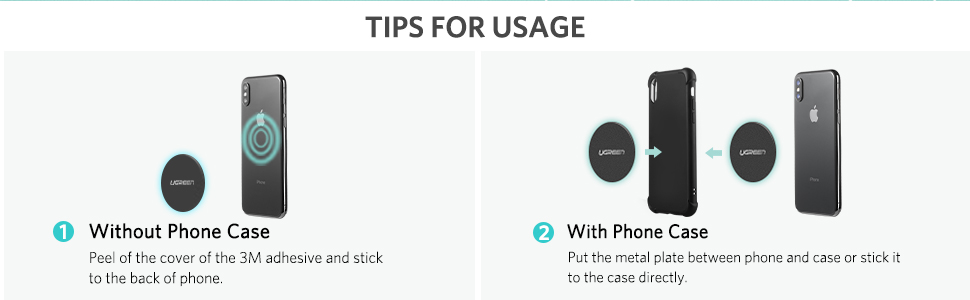 TIPS FOR USAGE
UGREEN
iPhone
1 Without Phone Case
Peel of the cover of the 3M adhesive and stick
to the back of phone.
UGREEN
UGREEN
iPhone
2 With Phone Case
Put the metal plate between phone and case or stick it
to the case directly.